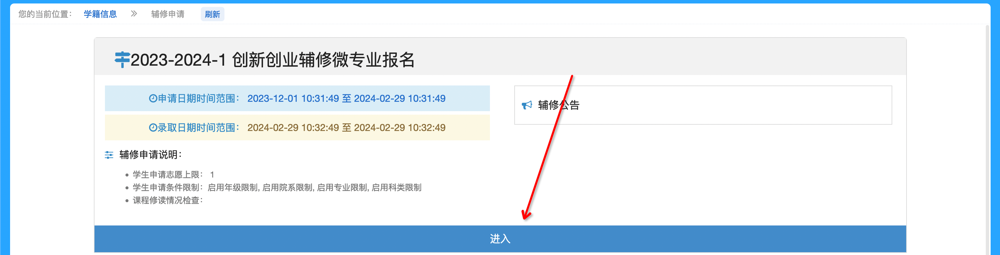 您的当前位置： 学籍信息 辅修申请 刷新
2023-2024-1 创新创业辅修微专业报名
申请日期时间范围： 2023-12-01 10:31:49 至 2024-02-29 10:31:49
录取日期时间范围： 2024-02-29 10:32:49 至 2024-02-29 10:32:49
辅修申请说明：
学生申请志愿上限： 1
学生申请条件限制： 启用年级限制, 启用院系限制, 启用专业限制, 启用科类限制
课程修读情况检查：
辅修公告
进入